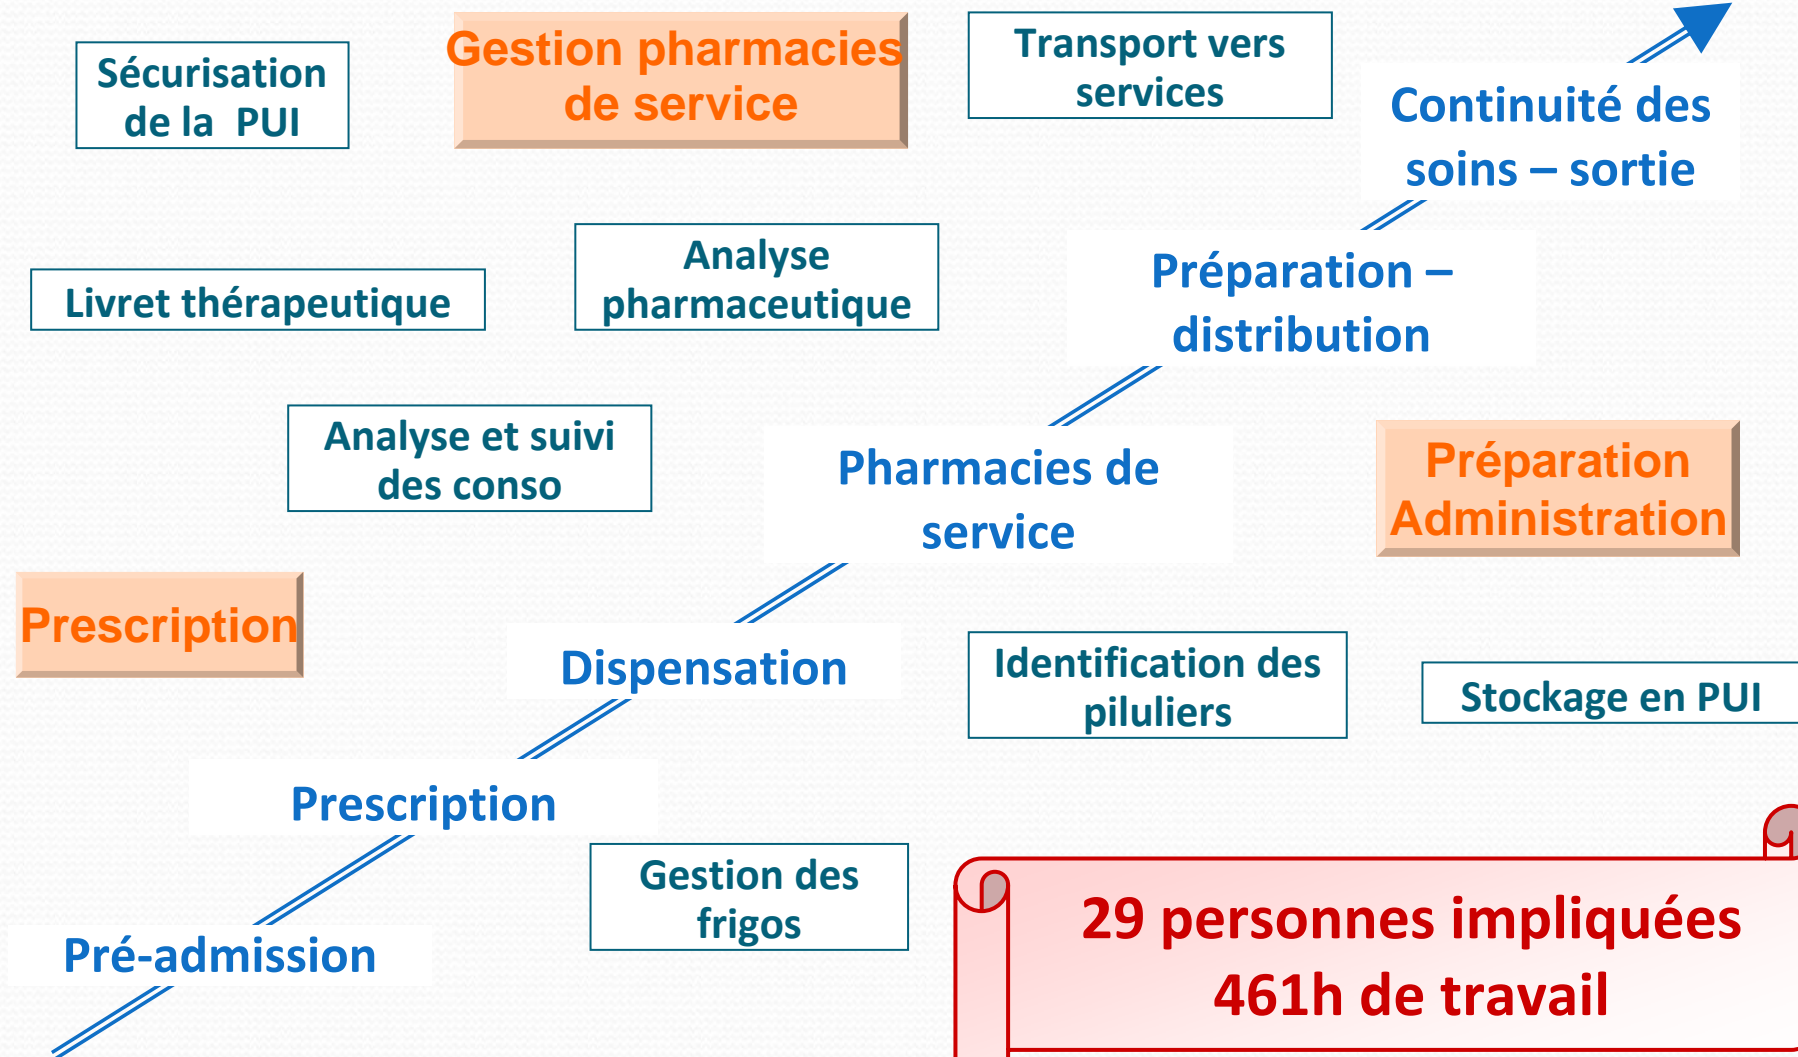 Sécurisation
de la PUI
Gestion pharmacies
de service
Transport vers
services
Continuité des
soins – sortie
Livret thérapeutique
Analyse
pharmaceutique
Préparation –
distribution
Analyse et suivi
des conso
Pharmacies de
service
Préparation
Administration
Prescription
Dispensation
Identification des
piluliers
Stockage en PUI
Prescription
Gestion des
frigos
Pré-admission
29 personnes impliquées
461h de travail